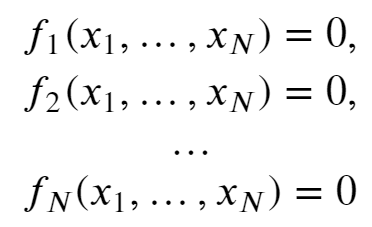 f₁(x₁, … , x_N) = 0,
f₂(x₁, … , x_N) = 0,
…
f_N(x₁, … , x_N) = 0